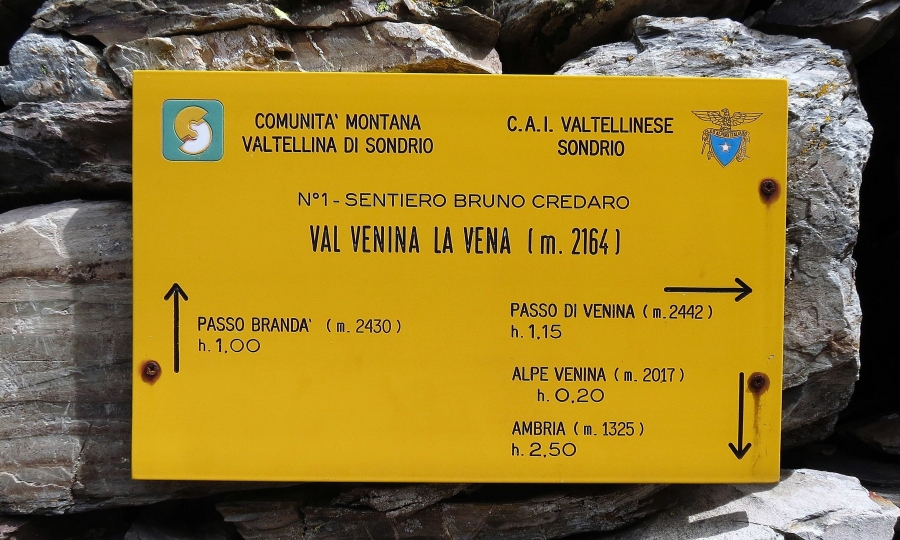 COMUNITA' MONTANA
VALTELLINA DI SONDRIO
C.A.I. VALTELLINESE
SONDRIO
N°1 - SENTIERO BRUNO CREDARO
VAL VENINA LA VENA (m. 2164)
PASSO BRANDA' (m. 2430)
h. 1,00
PASSO DI VENINA (m. 2442)
h. 1,15
ALPE VENINA (m. 2017)
h. 0,20
AMBRIA (m. 1325)
h. 2,50